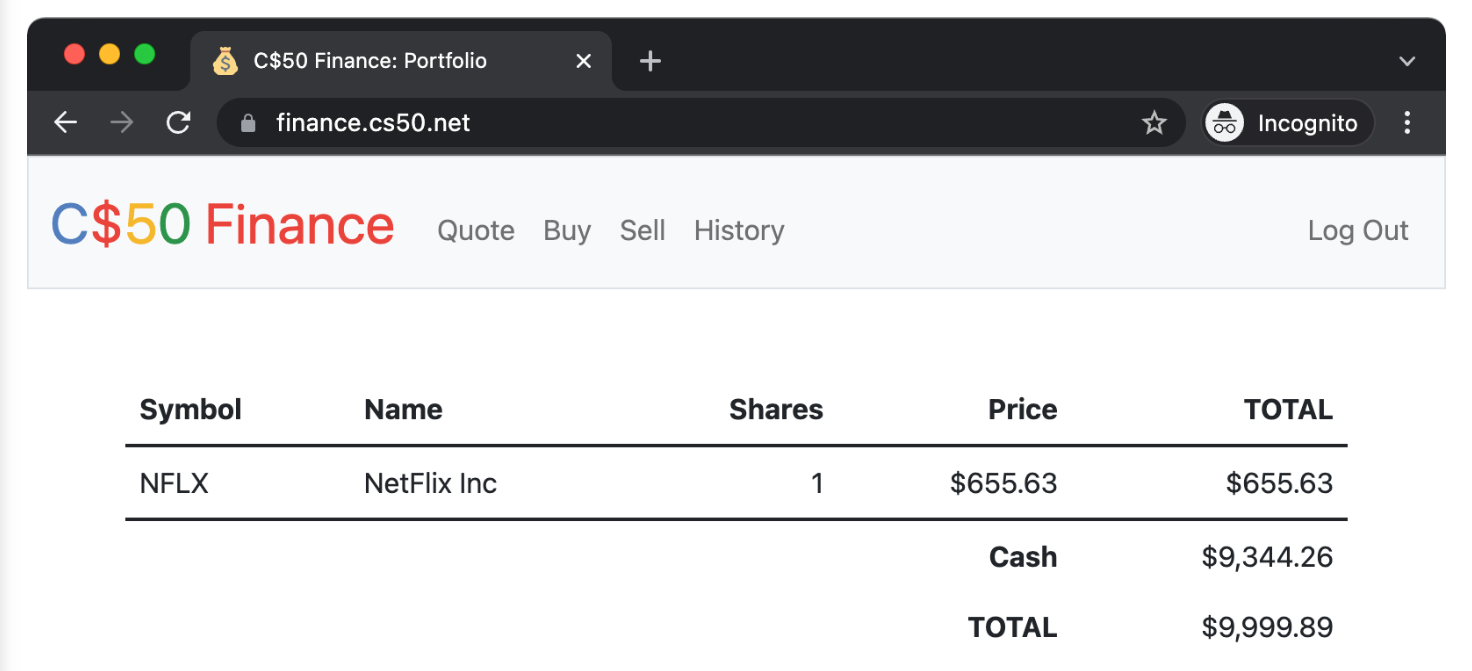 C$50 Finance: Portfolio
finance.cs50.net Incognito
C$50 Finance Quote Buy Sell History Log Out
Symbol Name Shares Price TOTAL
NFLX NetFlix Inc 1 $655.63 $655.63
Cash $9,344.26
TOTAL $9,999.89